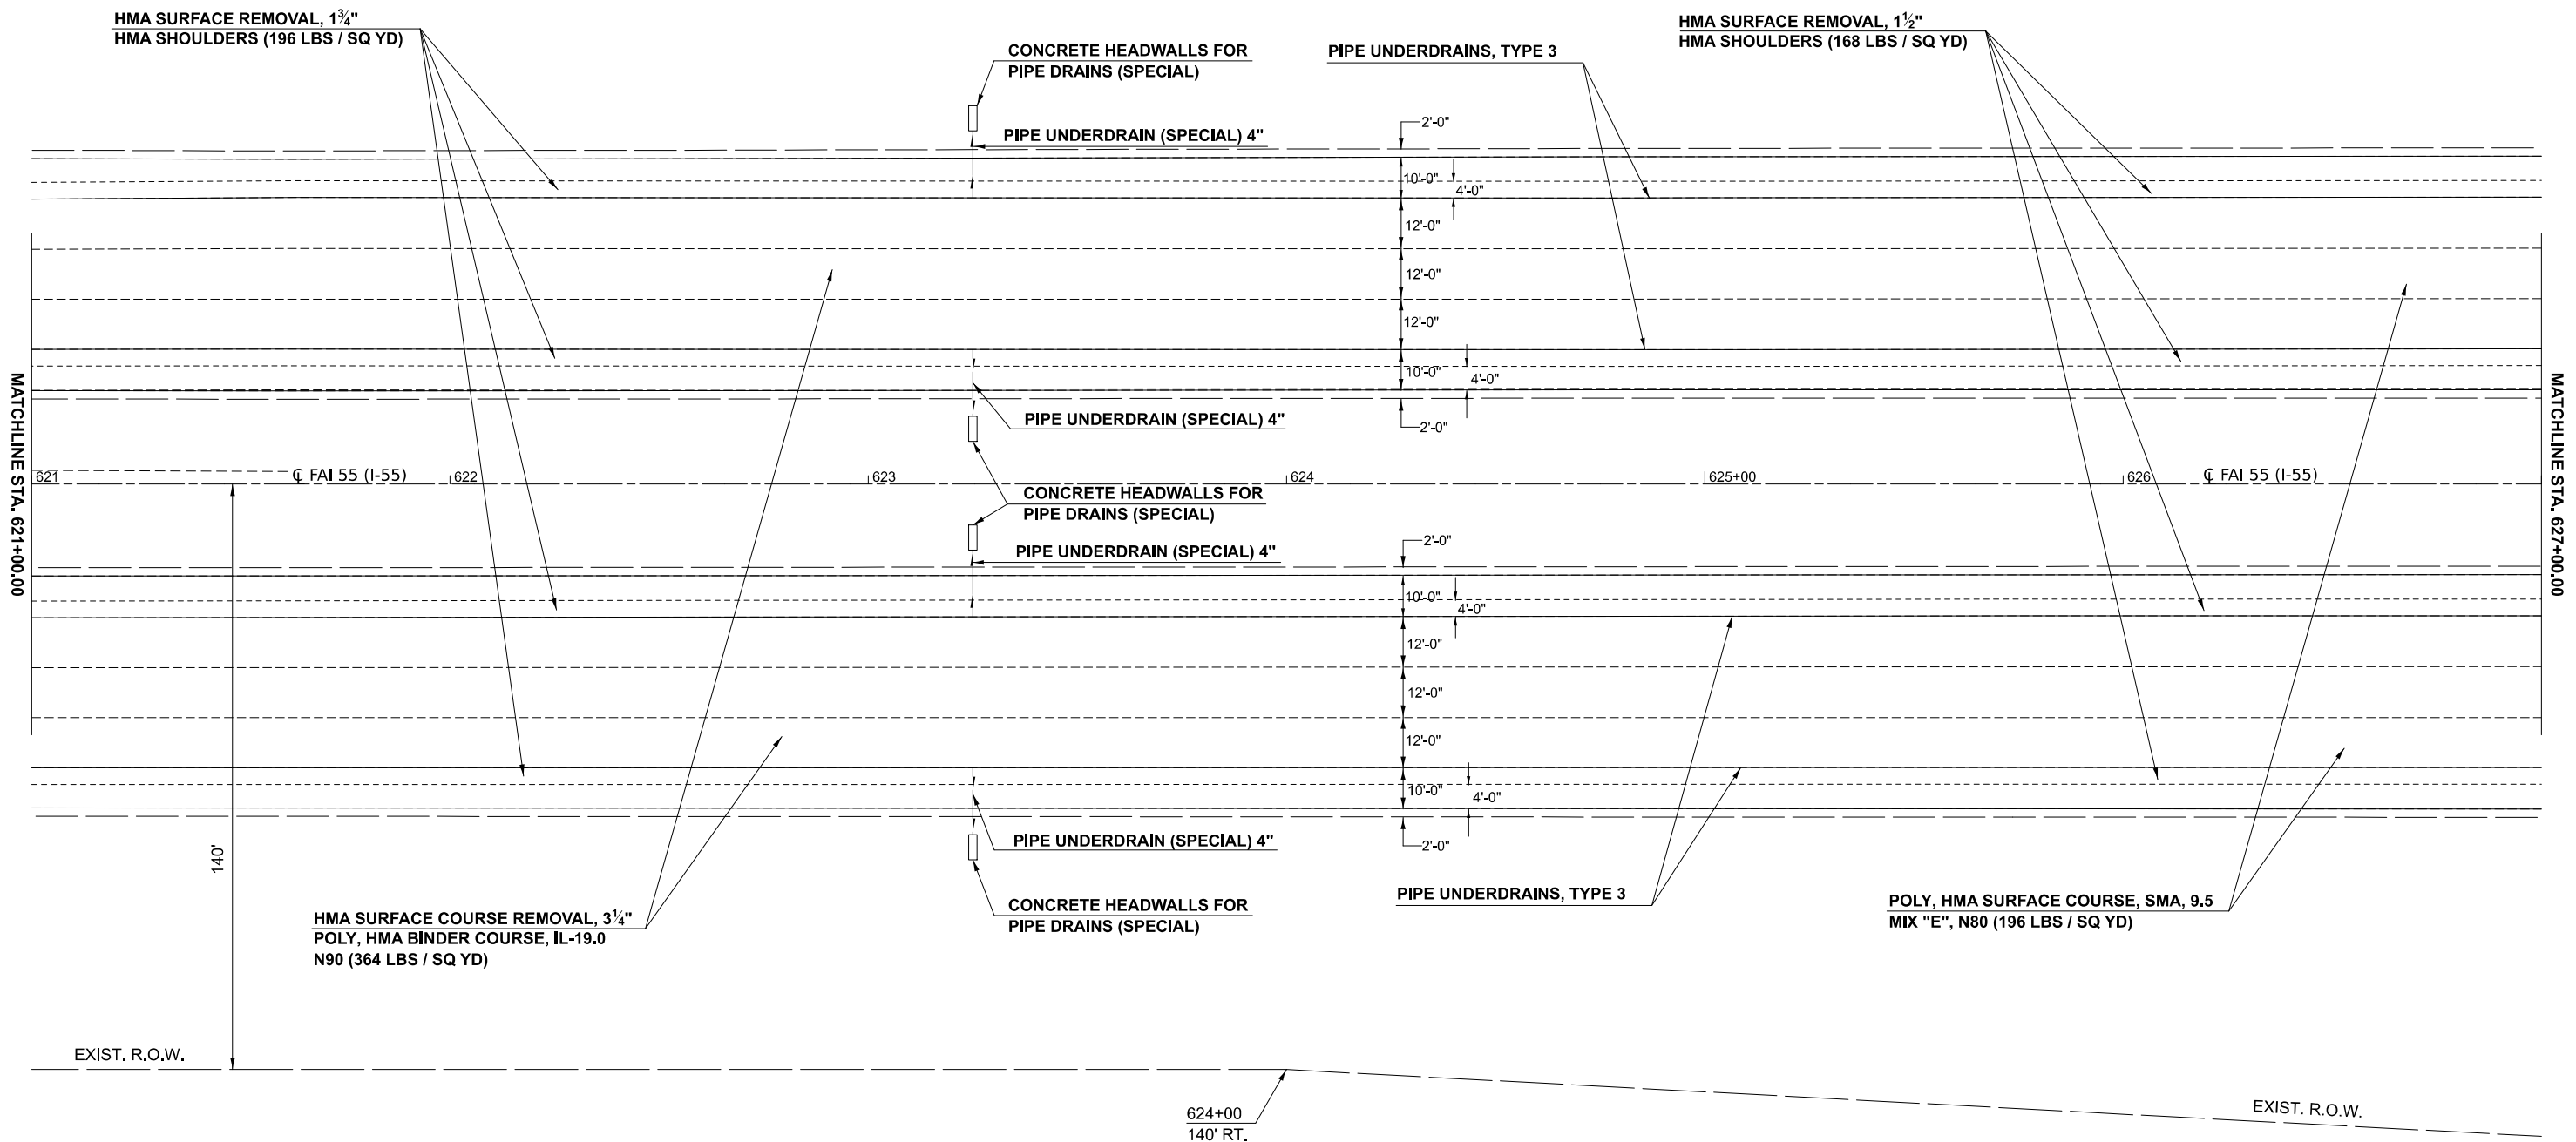 HMA SURFACE REMOVAL, 1¾"
HMA SHOULDERS (196 LBS / SQ YD)
CONCRETE HEADWALLS FOR
PIPE DRAINS (SPECIAL)
PIPE UNDERDRAINS, TYPE 3
HMA SURFACE REMOVAL, 1½"
HMA SHOULDERS (168 LBS / SQ YD)
PIPE UNDERDRAIN (SPECIAL) 4"
2'-0"
10'-0"
4'-0"
12'-0"
12'-0"
12'-0"
10'-0"
4'-0"
2'-0"
PIPE UNDERDRAIN (SPECIAL) 4"
MATCHLINE STA. 621+00.00
MATCHLINE STA. 627+00.00
621
℄ FAI 55 (I-55)
622
623
624
625+00
626
℄ FAI 55 (I-55)
CONCRETE HEADWALLS FOR
PIPE DRAINS (SPECIAL)
PIPE UNDERDRAIN (SPECIAL) 4"
2'-0"
10'-0"
4'-0"
12'-0"
12'-0"
12'-0"
10'-0"
4'-0"
2'-0"
PIPE UNDERDRAIN (SPECIAL) 4"
140'
CONCRETE HEADWALLS FOR
PIPE DRAINS (SPECIAL)
PIPE UNDERDRAINS, TYPE 3
HMA SURFACE COURSE REMOVAL, 3¼"
POLY, HMA BINDER COURSE, IL-19.0
N90 (364 LBS / SQ YD)
POLY, HMA SURFACE COURSE, SMA, 9.5
MIX "E", N80 (196 LBS / SQ YD)
EXIST. R.O.W.
624+00
140' RT.
EXIST. R.O.W.